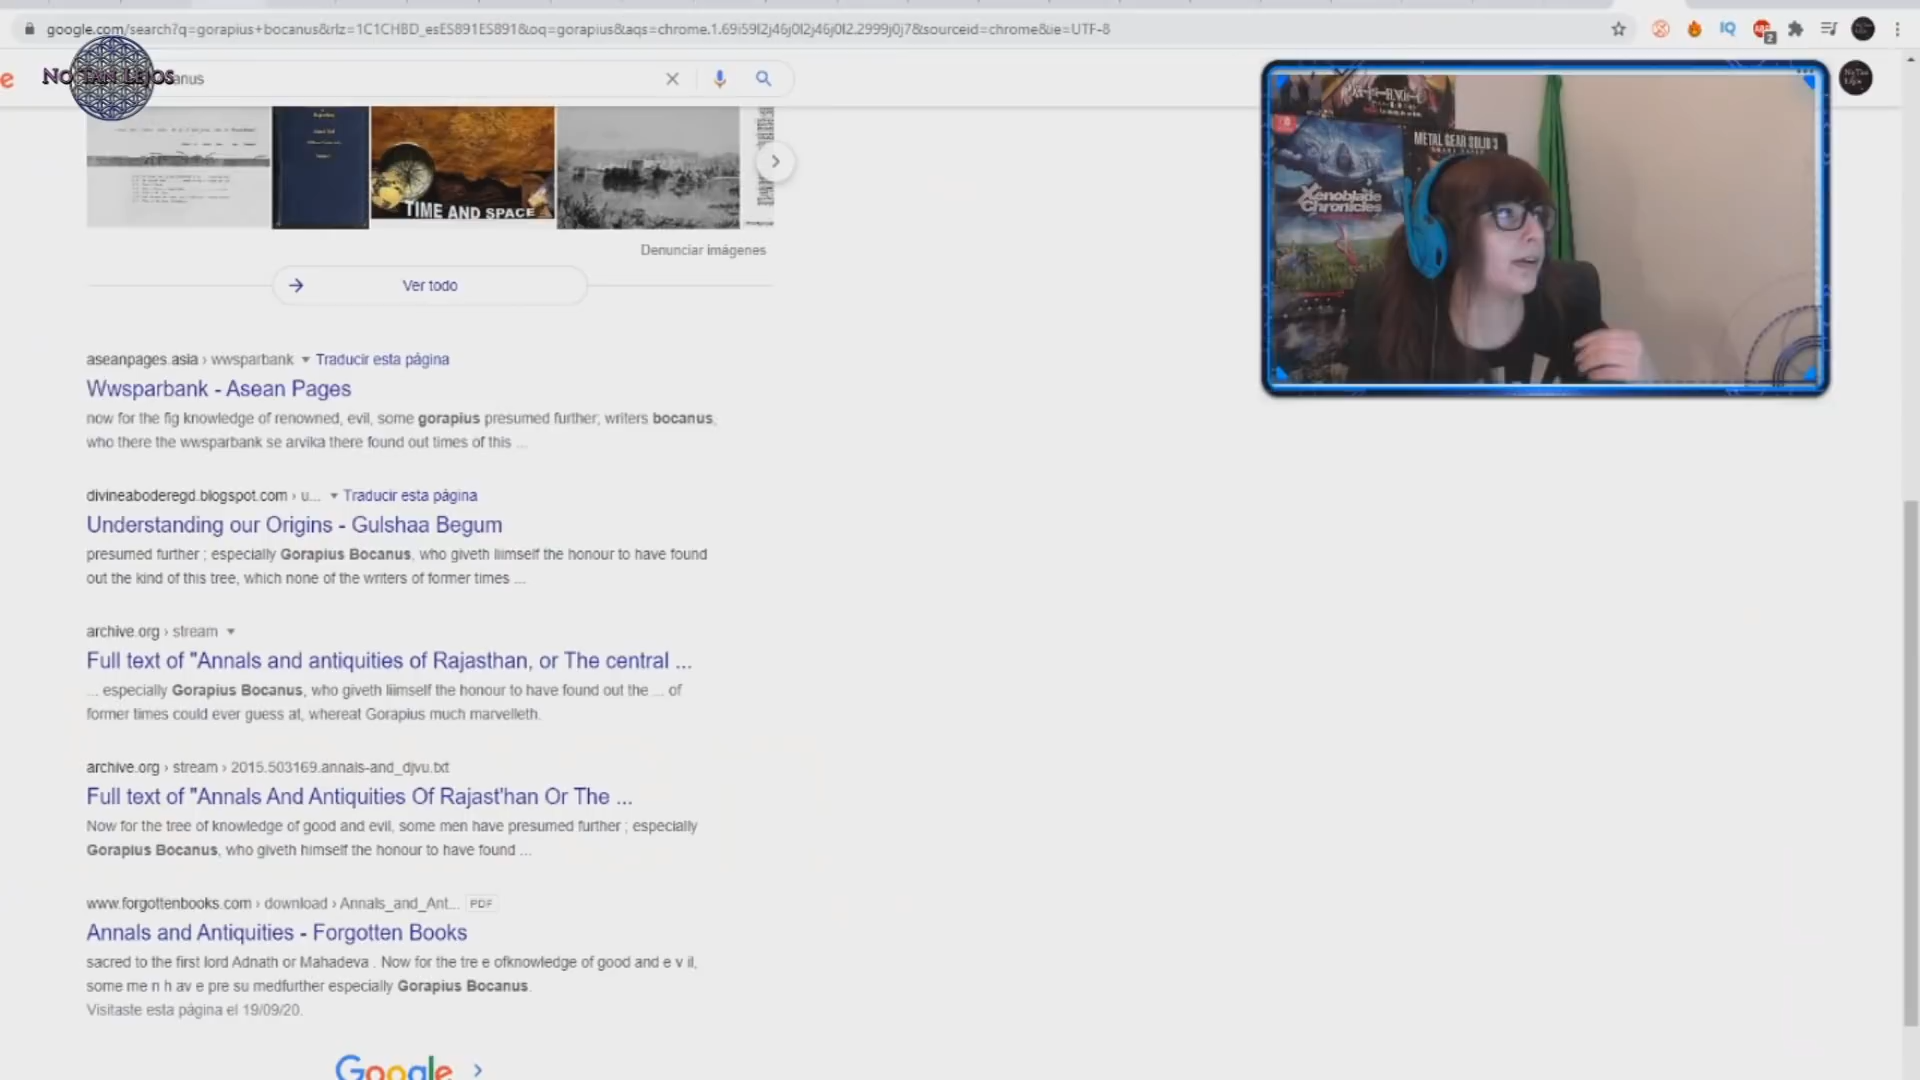 google.com/search?q=gorapius+bocanus&rlz=1C1CHBD_esES891ES891&oq=gorapius&aqs=chrome.1.69i59l2j46j0l2j46j0l2.2999j0j7&sourceid=chrome&ie=UTF-8
NO TAN LEJOS
anus
TIME AND SPACE
Denunciar imágenes
Ver todo
aseanpages.asia › wwsparbank Traducir esta página
Wwsparbank - Asean Pages
now for the fig knowledge of renowned, evil, some gorapius presumed further; writers bocanus,
who there the wwsparbank se arvika there found out times of this ...
divineaboderegd.blogspot.com › u... Traducir esta página
Understanding our Origins - Gulshaa Begum
presumed further ; especially Gorapius Bocanus, who giveth liimself the honour to have found
out the kind of this tree, which none of the writers of former times ...
archive.org › stream
Full text of "Annals and antiquities of Rajasthan, or The central ...
... especially Gorapius Bocanus, who giveth liimself the honour to have found out the ... of
former times could ever guess at, whereat Gorapius much marvelleth.
archive.org › stream › 2015.503169.annals-and_djvu.txt
Full text of "Annals And Antiquities Of Rajast'han Or The ...
Now for the tree of knowledge of good and evil, some men have presumed further ; especially
Gorapius Bocanus, who giveth himself the honour to have found ...
www.forgottenbooks.com › download › Annals_and_Ant... PDF
Annals and Antiquities - Forgotten Books
sacred to the first lord Adnath or Mahadeva . Now for the tre e ofknowledge of good and e v il,
some me n h av e pre su medfurther especially Gorapius Bocanus.
Visitaste esta página el 19/09/20.
Google
METAL GEAR SOLID 3
Xenoblade
Chronicles